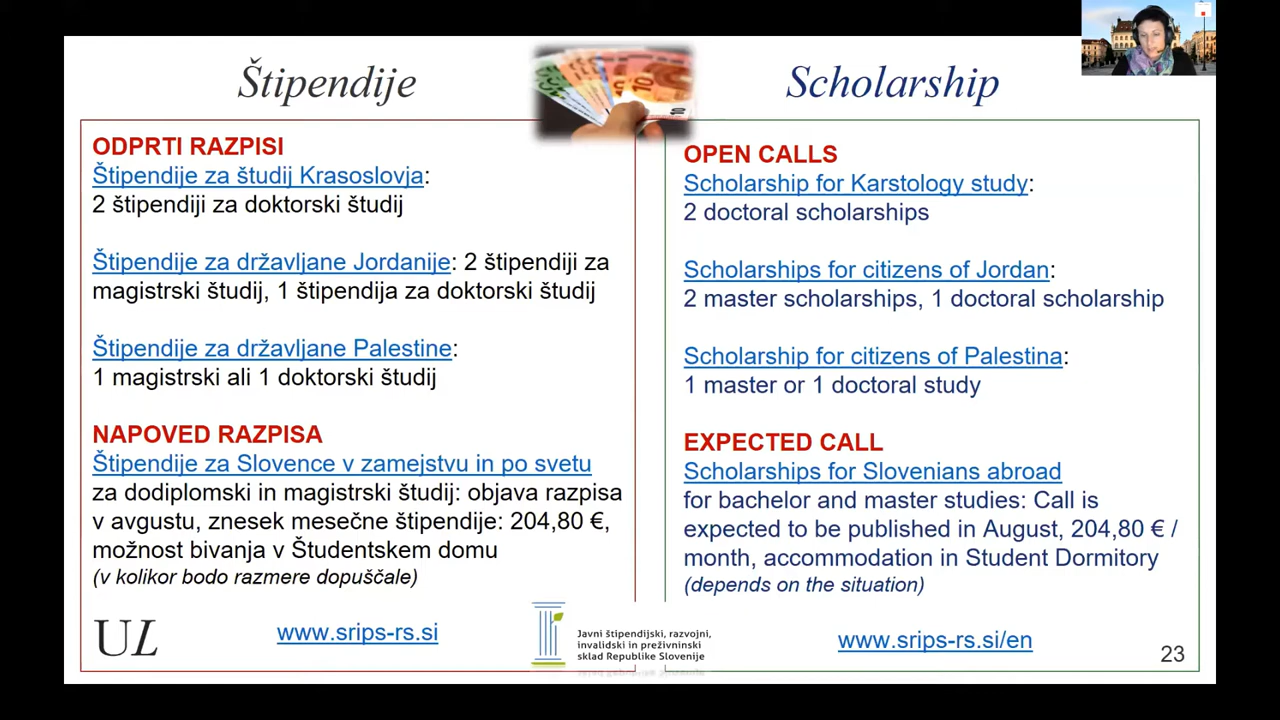 Štipendije
ODPRTI RAZPISI
Štipendije za študij Krasoslovja:
2 štipendiji za doktorski študij
Štipendije za državljane Jordanije: 2 štipendiji za
magistrski študij, 1 štipendija za doktorski študij
Štipendije za državljane Palestine:
1 magistrski ali 1 doktorski študij
NAPOVED RAZPISA
Štipendije za Slovence v zamejstvu in po svetu
za dodiplomski in magistrski študij: objava razpisa
v avgustu, znesek mesečne štipendije: 204,80 €,
možnost bivanja v Študentskem domu
(v kolikor bodo razmere dopuščale)
UL
www.srips-rs.si
10
10
Javni štipendijski, razvojni,
invalidski in preživninski
sklad Republike Slovenije
Scholarship
OPEN CALLS
Scholarship for Karstology study:
2 doctoral scholarships
Scholarships for citizens of Jordan:
2 master scholarships, 1 doctoral scholarship
Scholarship for citizens of Palestina:
1 master or 1 doctoral study
EXPECTED CALL
Scholarships for Slovenians abroad
for bachelor and master studies: Call is
expected to be published in August, 204,80 € /
month, accommodation in Student Dormitory
(depends on the situation)
www.srips-rs.si/en
23